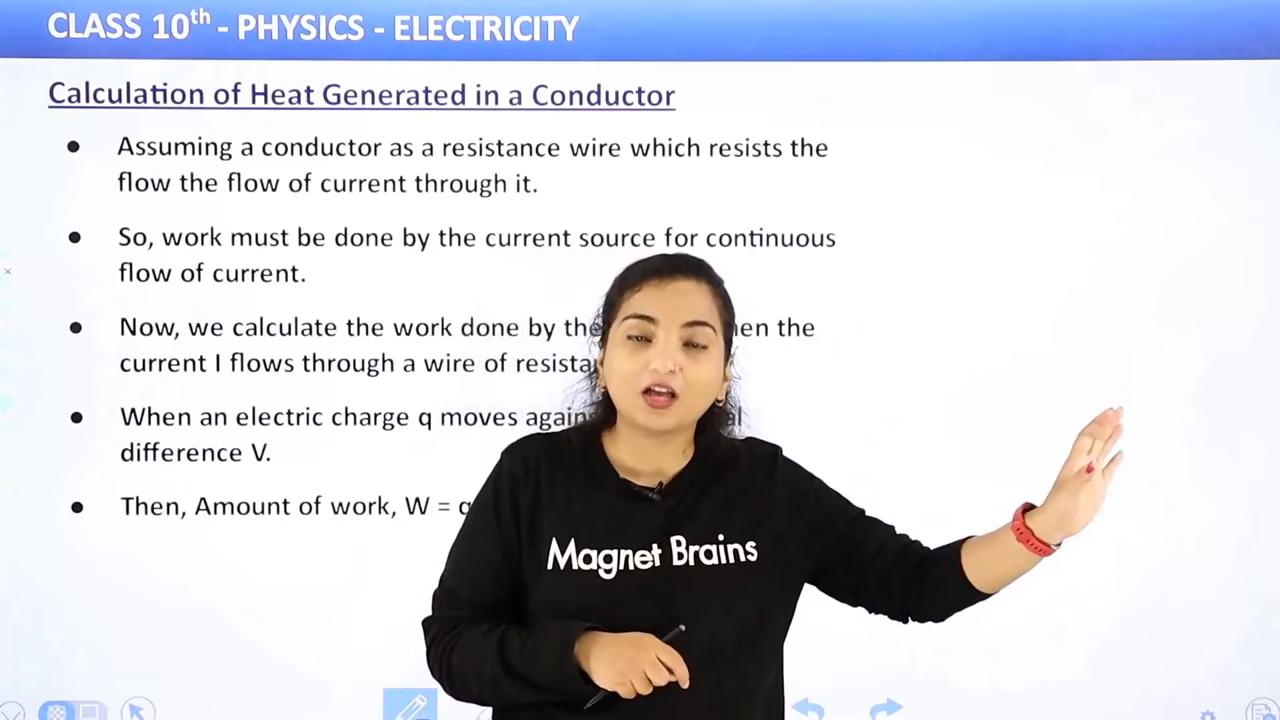 CLASS 10th - PHYSICS - ELECTRICITY
Calculation of Heat Generated in a Conductor
Assuming a conductor as a resistance wire which resists the
flow the flow of current through it.
So, work must be done by the current source for continuous
flow of current.
Now, we calculate the work done by the the
current I flows through a wire of
When an electric charge q moves
difference V.
Then, Amount of work, W =
Magnet Brains